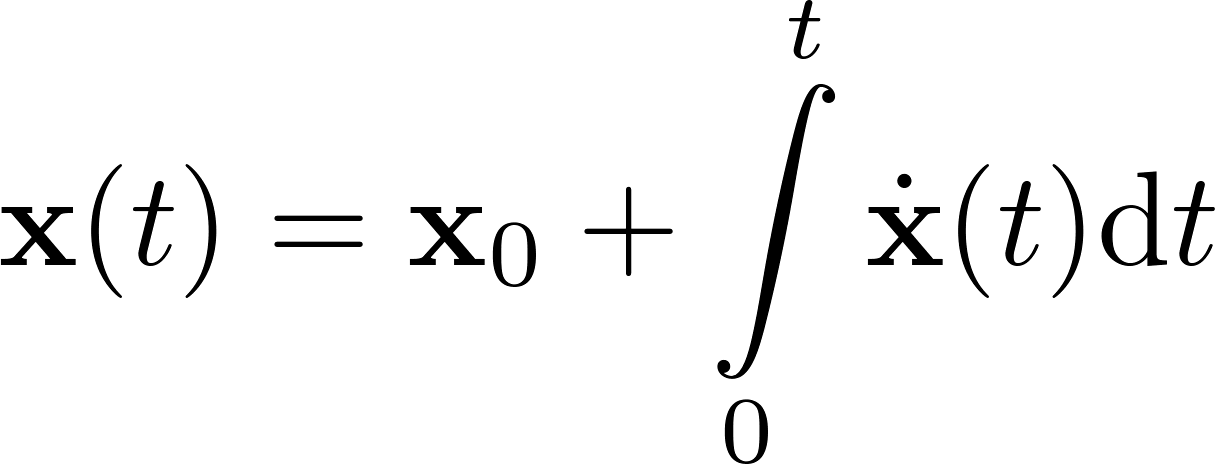 𝐱(t) = 𝐱₀ + ∫₀ᵗ 𝐱̇(t)dt